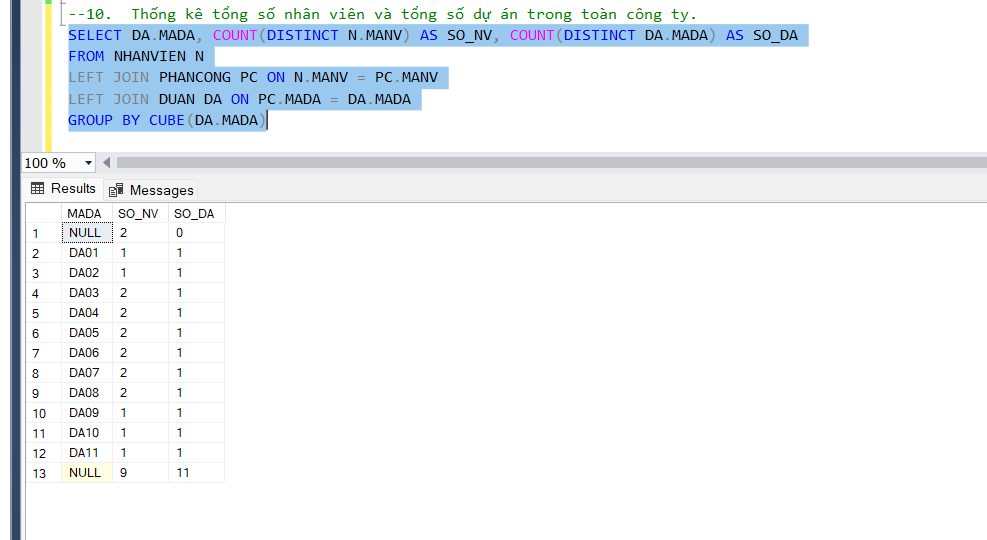 --10.  Thống kê tổng số nhân viên và tổng số dự án trong toàn công ty.
SELECT DA.MADA, COUNT(DISTINCT N.MANV) AS SO_NV, COUNT(DISTINCT DA.MADA) AS SO_DA
FROM NHANVIEN N
LEFT JOIN PHANCONG PC ON N.MANV = PC.MANV
LEFT JOIN DUAN DA ON PC.MADA = DA.MADA
GROUP BY CUBE(DA.MADA)
100 %
Results Messages
MADA SO_NV SO_DA
1 NULL 2 0
2 DA01 1 1
3 DA02 1 1
4 DA03 2 1
5 DA04 2 1
6 DA05 2 1
7 DA06 2 1
8 DA07 2 1
9 DA08 2 1
10 DA09 1 1
11 DA10 1 1
12 DA11 1 1
13 NULL 9 11